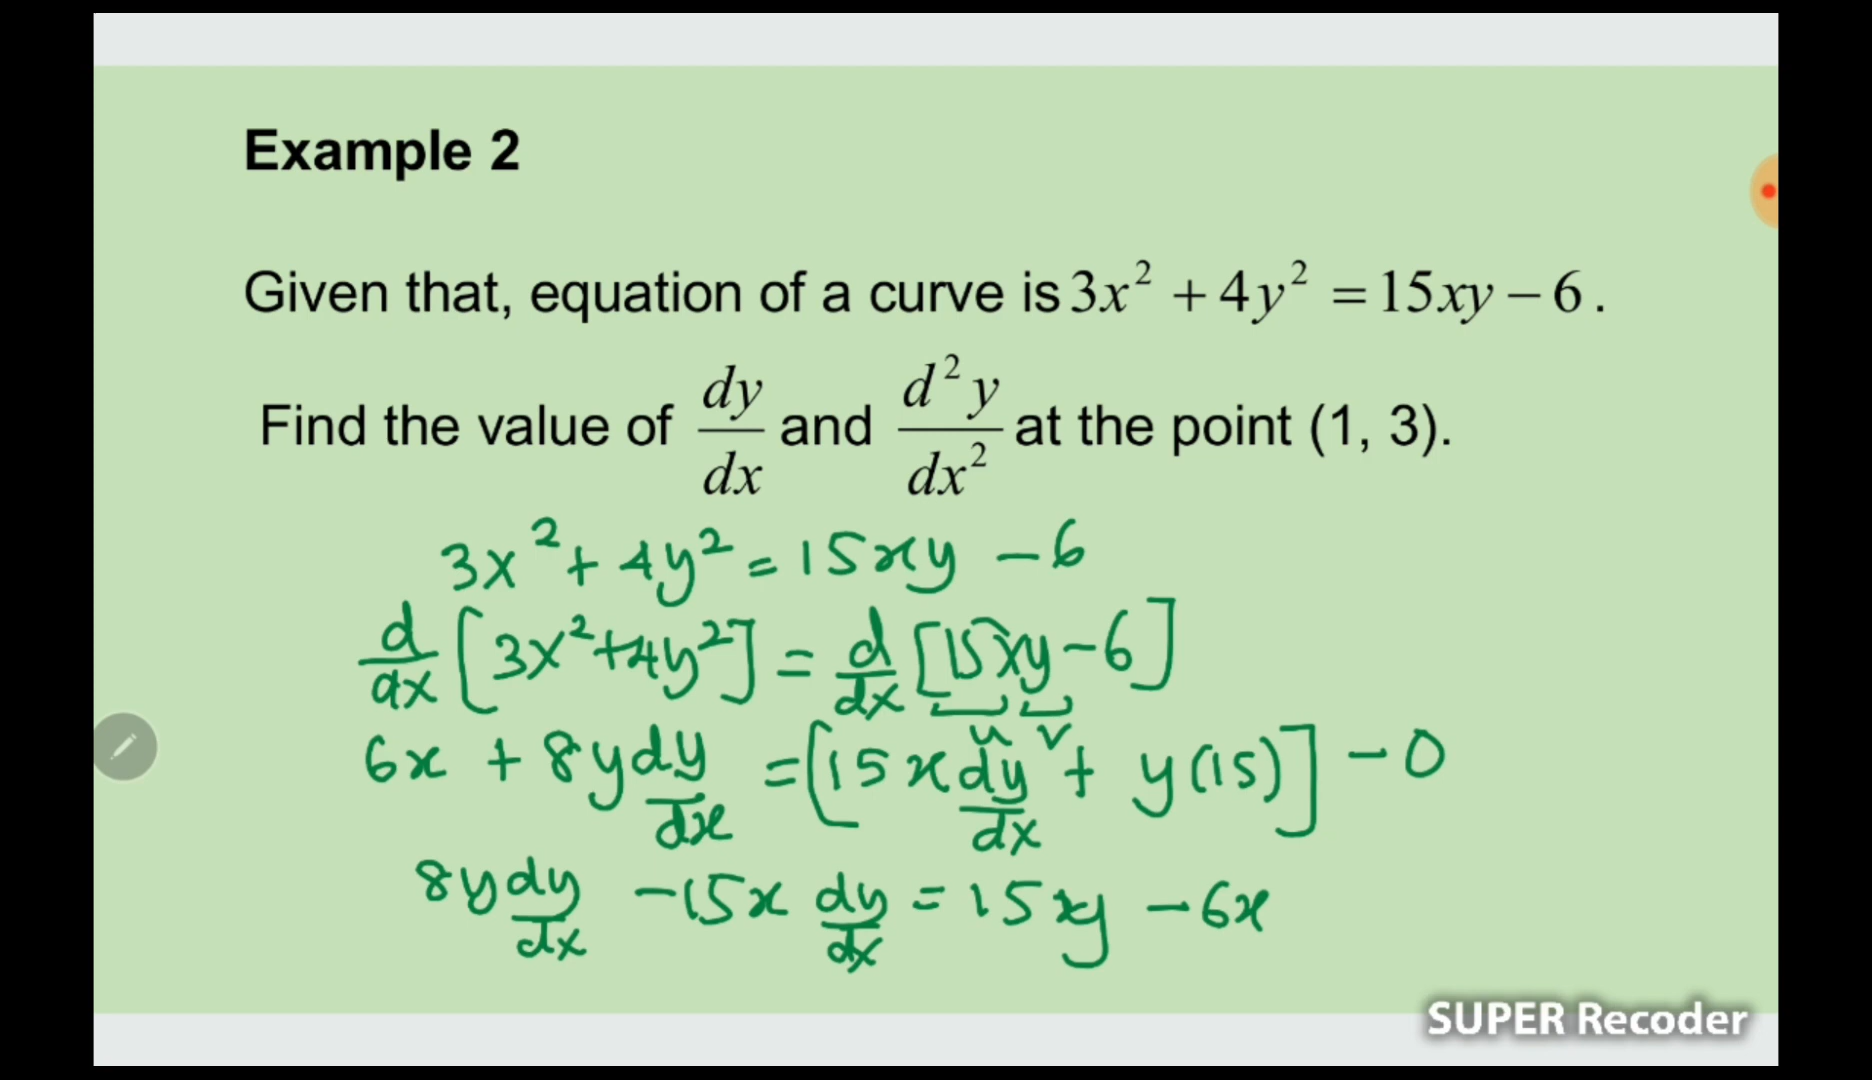 Example 2
Given that, equation of a curve is 3x² + 4y² = 15xy − 6.
Find the value of dy/dx and d²y/dx² at the point (1, 3).
3x² + 4y² = 15xy − 6
d/dx [3x² + 4y²] = d/dx [15xy − 6]
u v
6x + 8y dy/dx = [15x dy/dx + y(15)] − 0
8y dy/dx − 15x dy/dx = 15xy − 6x
SUPER Recoder